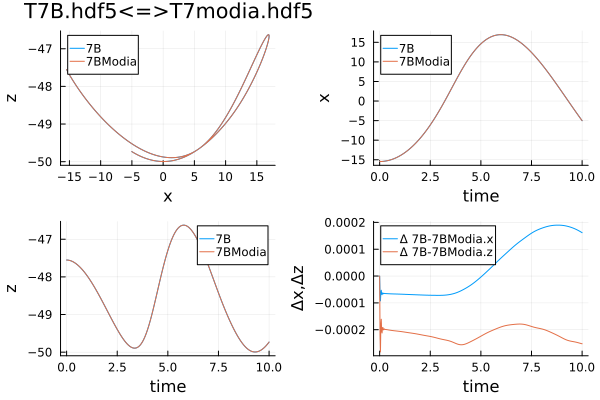 T7B.hdf5<=>T7modia.hdf5
z
−47
−48
−49
−50
7B
7BModia
−15
−10
−5
0
5
10
15
x
x
15
10
5
0
−5
−10
−15
7B
7BModia
0.0
2.5
5.0
7.5
10.0
time
z
−47
−48
−49
−50
7B
7BModia
0.0
2.5
5.0
7.5
10.0
time
Δx,Δz
0.0002
0.0001
0.0000
−0.0001
−0.0002
Δ 7B-7BModia.x
Δ 7B-7BModia.z
0.0
2.5
5.0
7.5
10.0
time